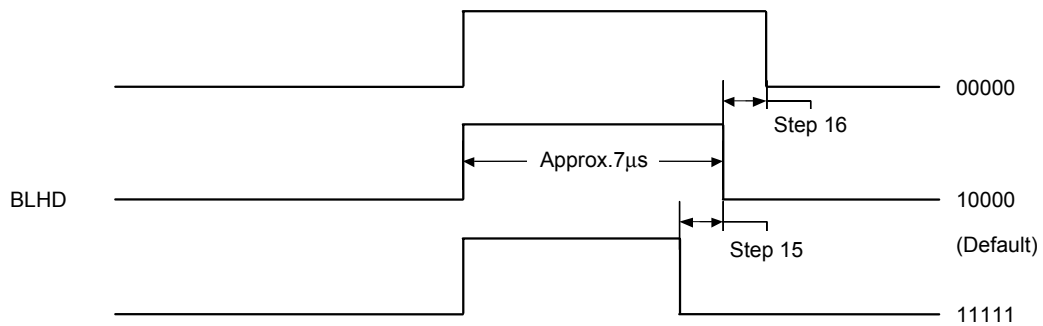 00000
Step 16
Approx.7μs
BLHD
10000
Step 15
(Default)
11111